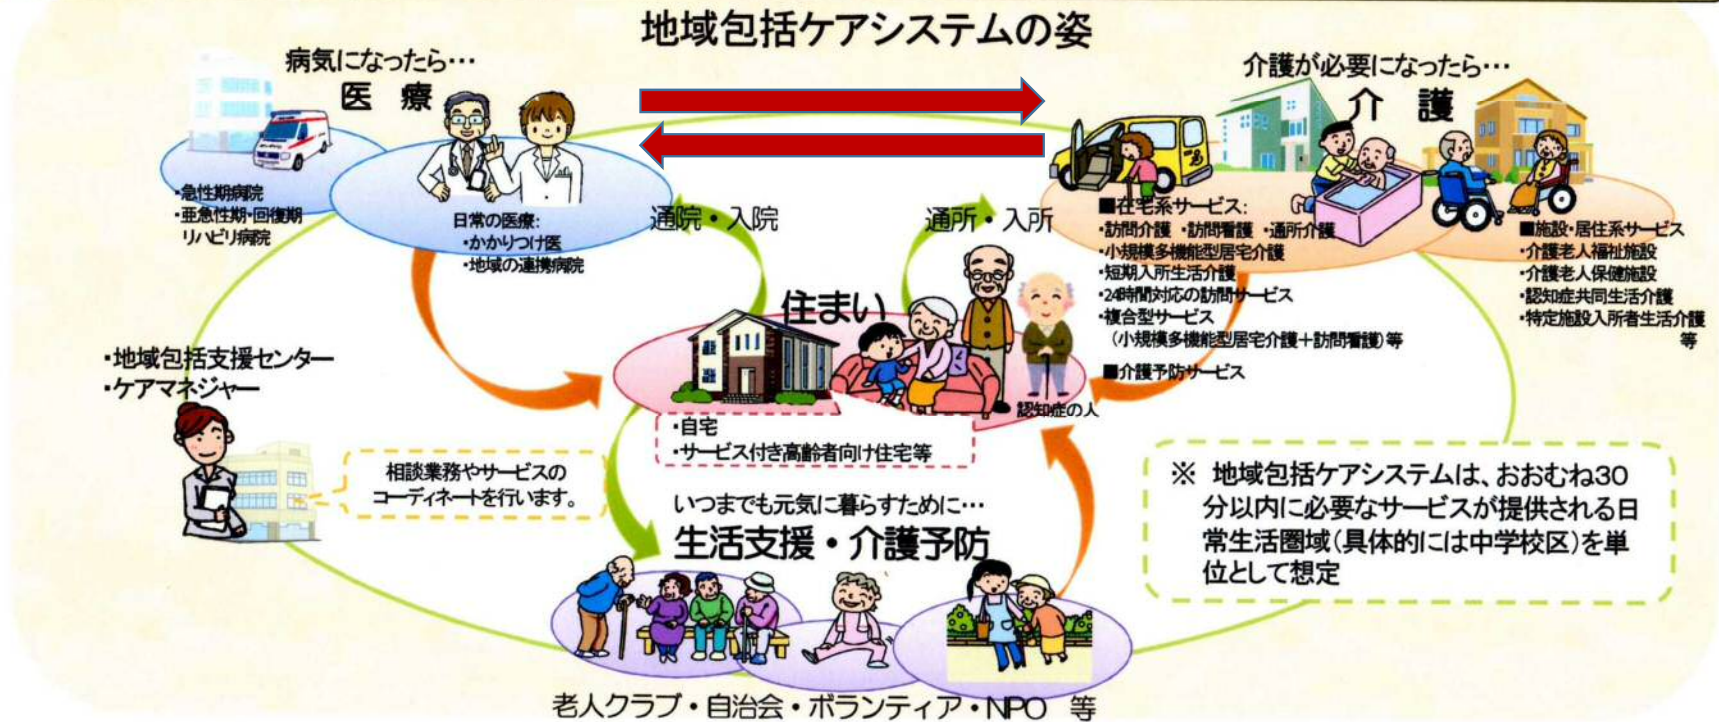 地域包括ケアシステムの姿
病気になったら…
医 療
・急性期病院
・亜急性期・回復期
リハビリ病院
日常の医療：
・かかりつけ医
・地域の連携病院
通院・入院
通所・入所
介護が必要になったら…
介 護
■在宅系サービス：
・訪問介護 ・訪問看護 ・通所介護
・小規模多機能型居宅介護
・短期入所生活介護
・24時間対応の訪問サービス
・複合型サービス
（小規模多機能型居宅介護＋訪問看護）等
■介護予防サービス
■施設・居住系サービス
・介護老人福祉施設
・介護老人保健施設
・認知症共同生活介護
・特定施設入所者生活介護
等
住まい
認知症の人
・自宅
・サービス付き高齢者向け住宅等
・地域包括支援センター
・ケアマネジャー
相談業務やサービスの
コーディネートを行います。
いつまでも元気に暮らすために…
生活支援・介護予防
老人クラブ・自治会・ボランティア・NPO 等
※ 地域包括ケアシステムは、おおむね30
分以内に必要なサービスが提供される日
常生活圏域（具体的には中学校区）を単
位として想定